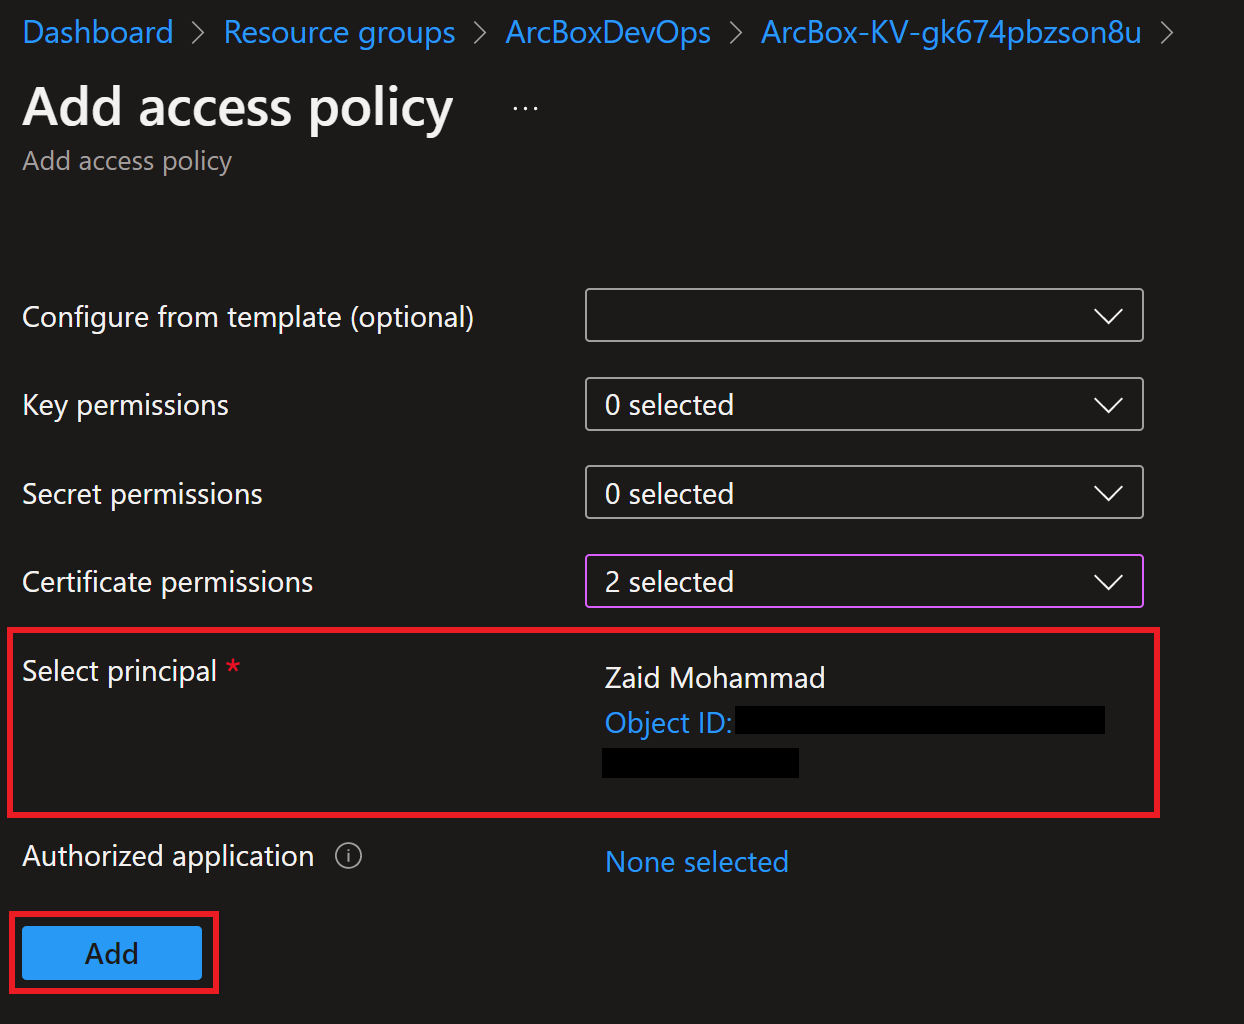 Dashboard > Resource groups > ArcBoxDevOps > ArcBox-KV-gk674pbzson8u >
Add access policy ...
Add access policy
Configure from template (optional)
Key permissions 0 selected
Secret permissions 0 selected
Certificate permissions 2 selected
Select principal * Zaid Mohammad
Object ID:
Authorized application None selected
Add